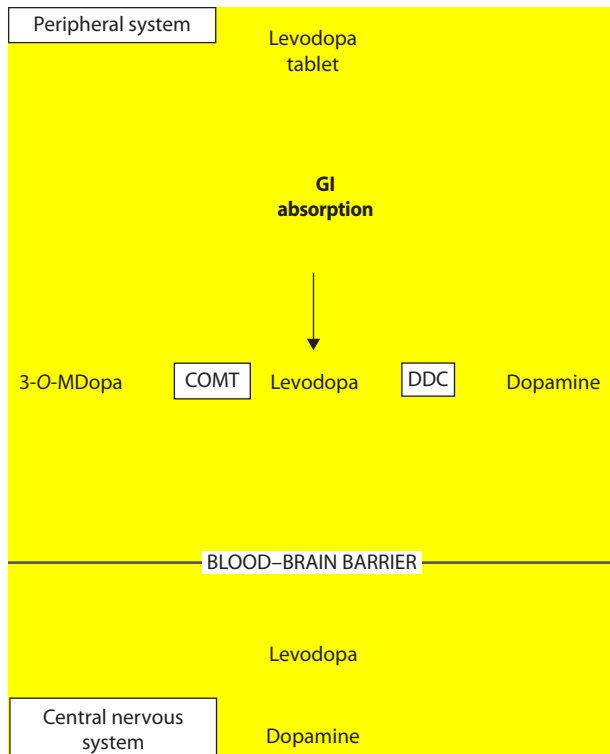 Peripheral system
Levodopa
tablet
GI
absorption
3-O-MDopa
COMT
Levodopa
DDC
Dopamine
BLOOD–BRAIN BARRIER
Levodopa
Central nervous
system
Dopamine